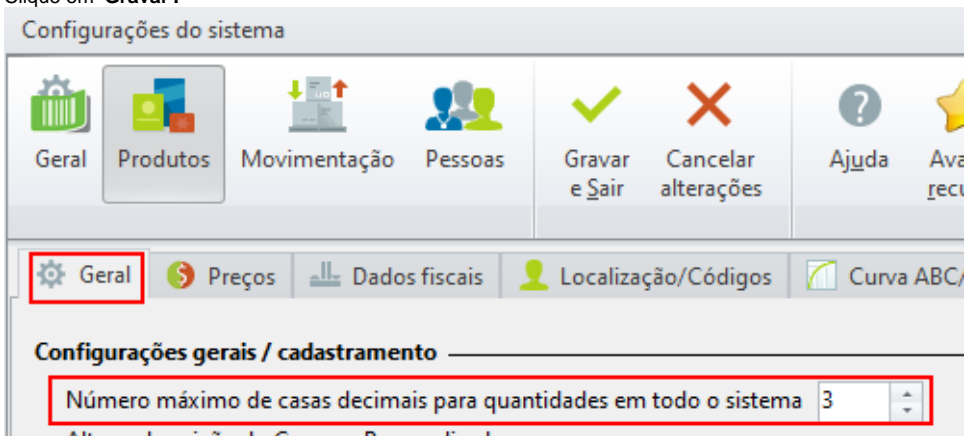 Configurações do sistema
Geral Produtos Movimentação Pessoas Gravar e Sair Cancelar alterações Ajuda
Geral Preços Dados fiscais Localização/Códigos Curva ABC/
Configurações gerais / cadastramento
Número máximo de casas decimais para quantidades em todo o sistema 3